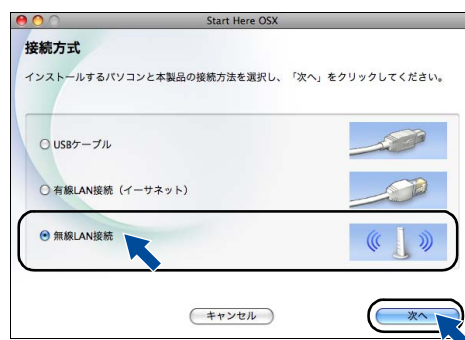 Start Here OSX
接続方式
インストールするパソコンと本製品の接続方法を選択し、「次へ」をクリックしてください。
USBケーブル
有線LAN接続（イーサネット）
無線LAN接続
キャンセル
次へ